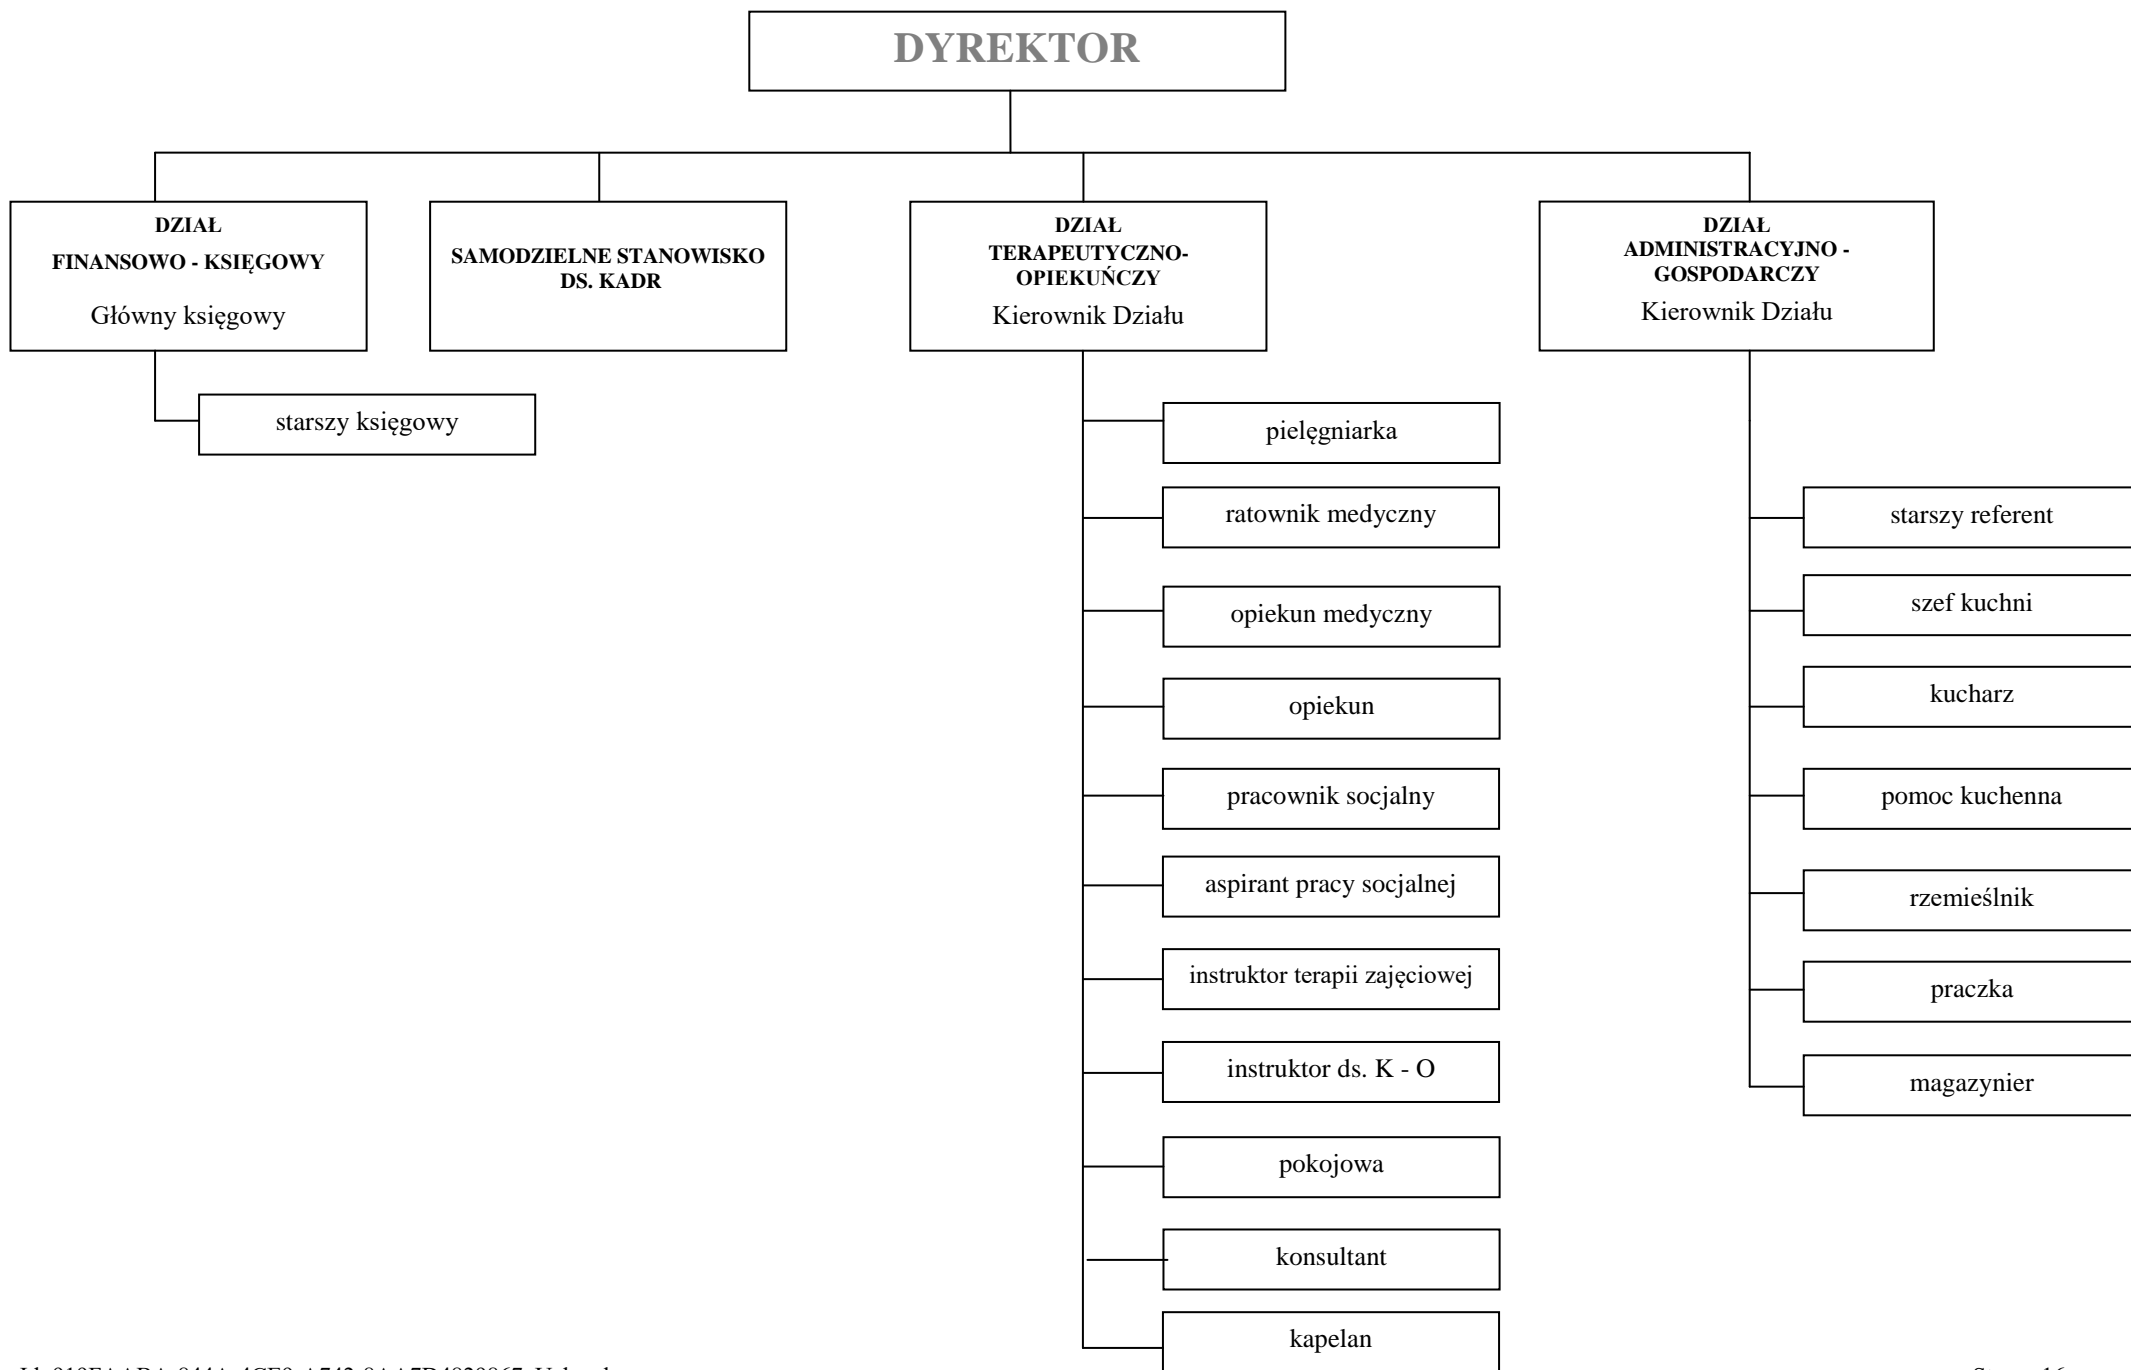 DYREKTOR
DZIAŁ
FINANSOWO - KSIĘGOWY
Główny księgowy
SAMODZIELNE STANOWISKO
DS. KADR
DZIAŁ
TERAPEUTYCZNO-
OPIEKUŃCZY
Kierownik Działu
DZIAŁ
ADMINISTRACYJNO -
GOSPODARCZY
Kierownik Działu
starszy księgowy
pielęgniarka
ratownik medyczny
opiekun medyczny
opiekun
pracownik socjalny
aspirant pracy socjalnej
instruktor terapii zajęciowej
instruktor ds. K - O
pokojowa
konsultant
kapelan
starszy referent
szef kuchni
kucharz
pomoc kuchenna
rzemieślnik
praczka
magazynier